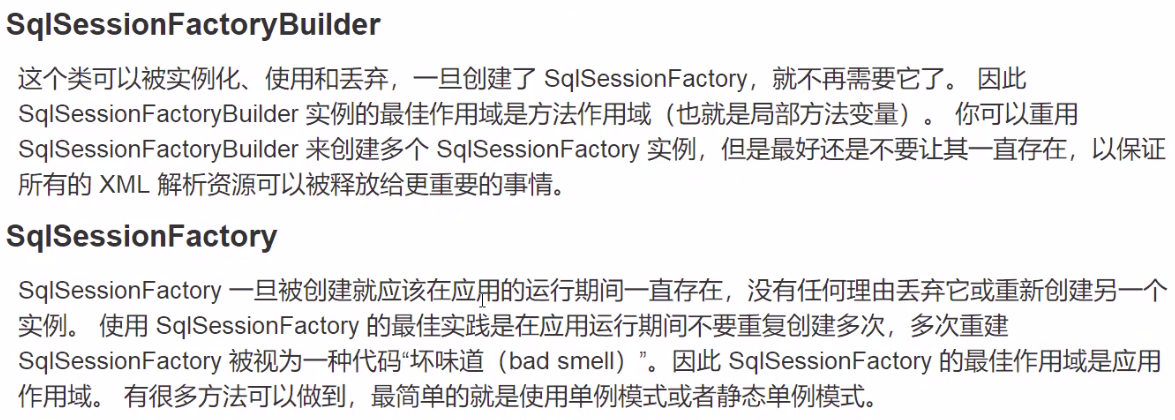 SqlSessionFactoryBuilder
这个类可以被实例化、使用和丢弃，一旦创建了 SqlSessionFactory，就不再需要它了。 因此
SqlSessionFactoryBuilder 实例的最佳作用域是方法作用域（也就是局部方法变量）。 你可以重用
SqlSessionFactoryBuilder 来创建多个 SqlSessionFactory 实例，但是最好还是不要让其一直存在，以保证
所有的 XML 解析资源可以被释放给更重要的事情。
SqlSessionFactory
SqlSessionFactory 一旦被创建就应该在应用的运行期间一直存在，没有任何理由丢弃它或重新创建另一个
实例。 使用 SqlSessionFactory 的最佳实践是在应用运行期间不要重复创建多次，多次重建
SqlSessionFactory 被视为一种代码“坏味道（bad smell）”。因此 SqlSessionFactory 的最佳作用域是应用
作用域。 有很多方法可以做到，最简单的就是使用单例模式或者静态单例模式。